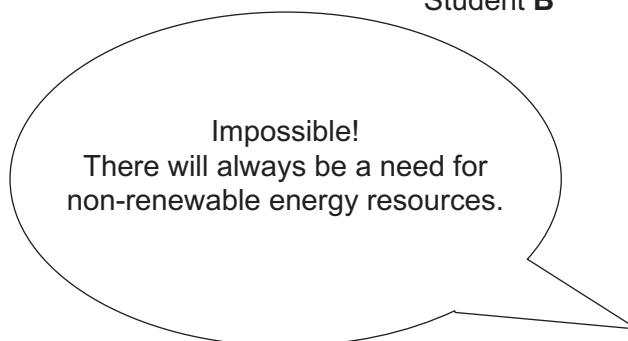 Student B
Impossible!
There will always be a need for
non-renewable energy resources.